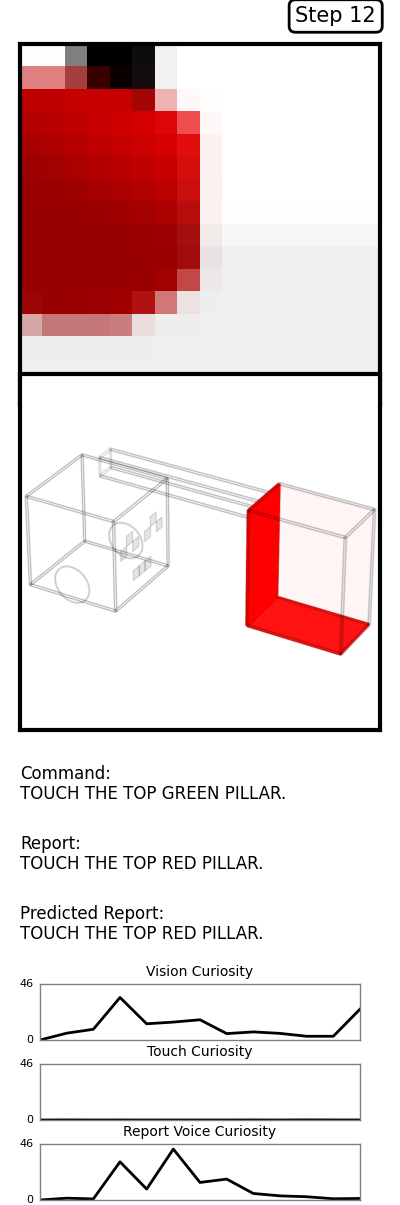 Step 12
Command:
TOUCH THE TOP GREEN PILLAR.
Report:
TOUCH THE TOP RED PILLAR.
Predicted Report:
TOUCH THE TOP RED PILLAR.
Vision Curiosity
46
0
Touch Curiosity
46
0
Report Voice Curiosity
46
0